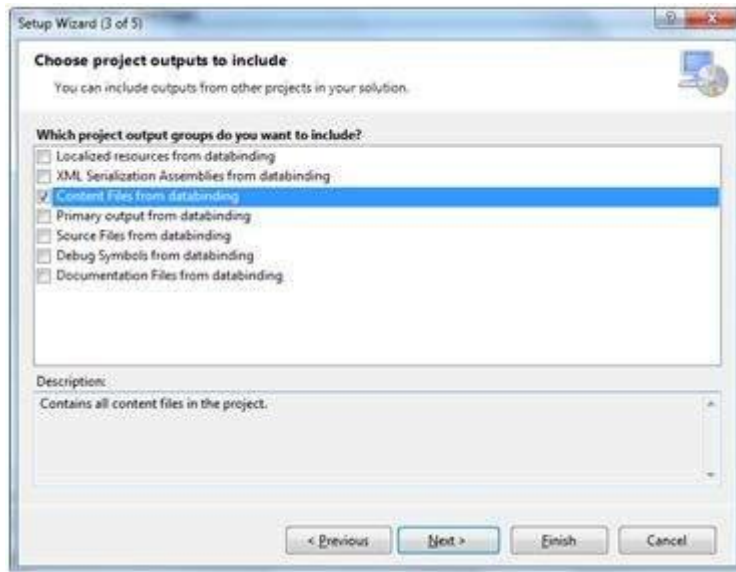 Setup Wizard (3 of 5)
Choose project outputs to include
You can include outputs from other projects in your solution.
Which project output groups do you want to include?
Localized resources from databinding
XML Serialization Assemblies from databinding
Content Files from databinding
Primary output from databinding
Source Files from databinding
Debug Symbols from databinding
Documentation Files from databinding
Description:
Contains all content files in the project.
< Previous
Next >
Finish
Cancel